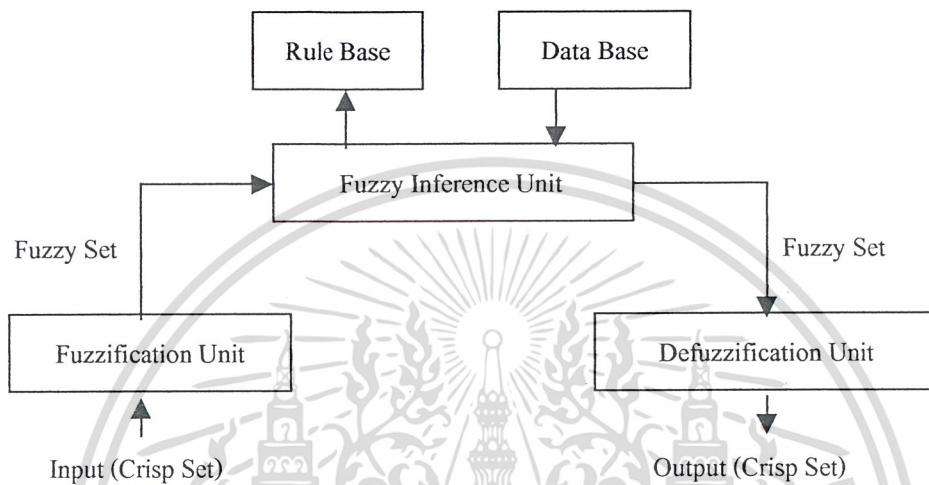 Rule Base
Data Base
Fuzzy Inference Unit
Fuzzy Set
Fuzzy Set
Fuzzification Unit
Defuzzification Unit
Input (Crisp Set)
Output (Crisp Set)